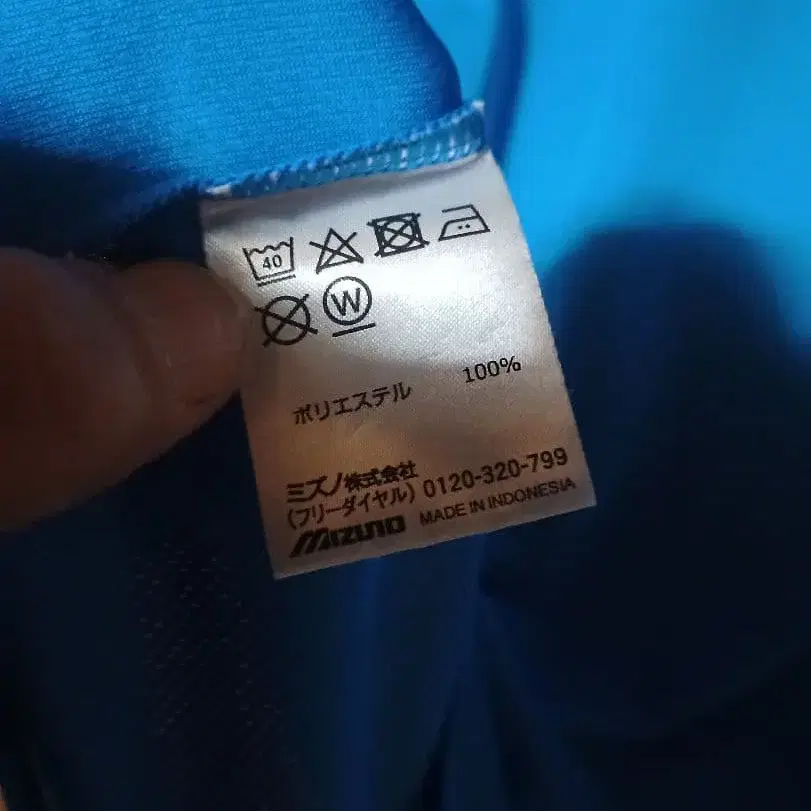 40
W
ポリエステル 100%
ミズノ株式会社
(フリーダイヤル) 0120-320-799
MIZUNO MADE IN INDONESIA